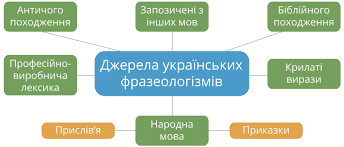 Античного
походження
Запозичені з
інших мов
Біблійного
походження
Професійно-
виробнича
лексика
Джерела українських
фразеологізмів
Крилаті
вирази
Прислів'я
Народна
мова
Приказки